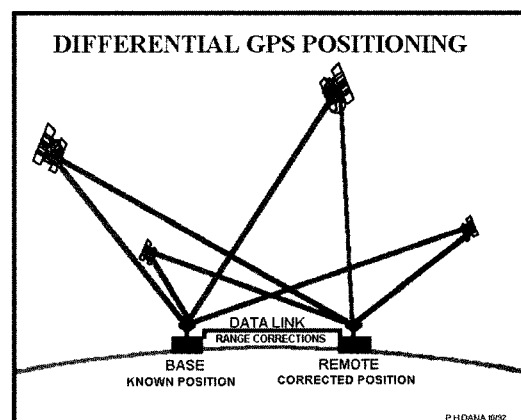 DIFFERENTIAL GPS POSITIONING
DATA LINK
RANGE CORRECTIONS
BASE
REMOTE
KNOWN POSITION
CORRECTED POSITION
P.H.DANA 10/92